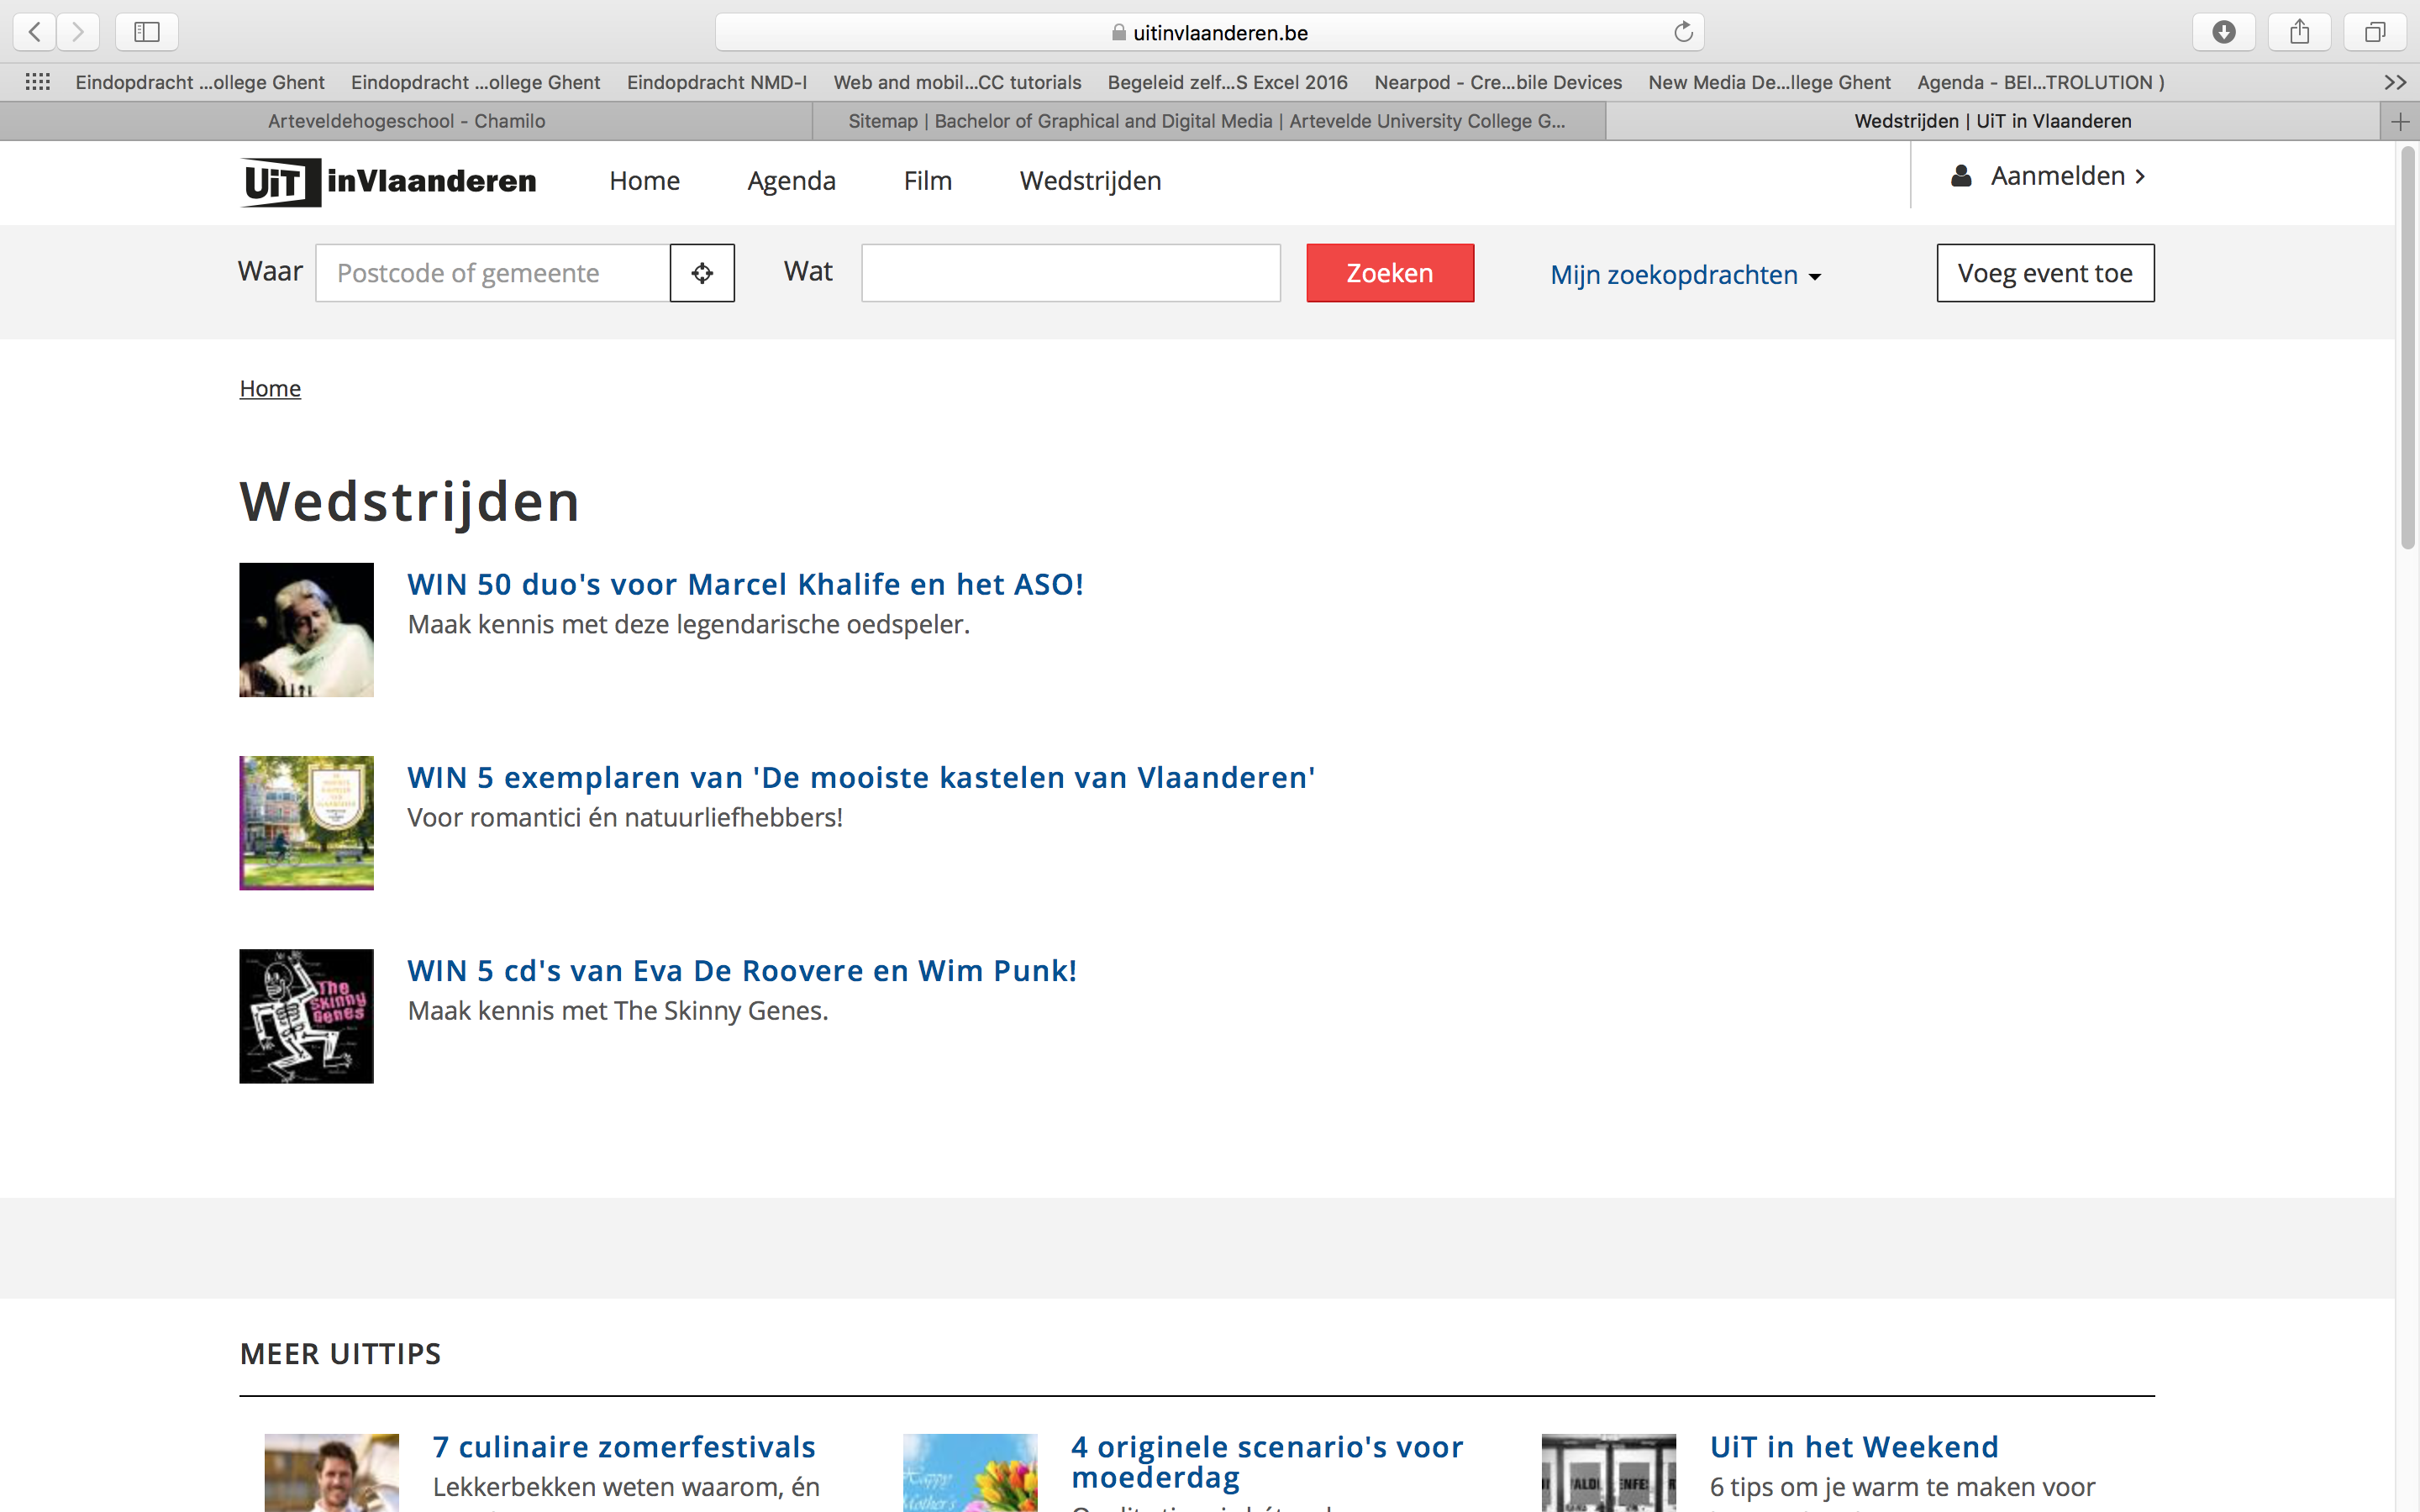 uitinvlaanderen.be
Eindopdracht ...ollege Ghent
Eindopdracht ...ollege Ghent
Eindopdracht NMD-I
Web and mobil...CC tutorials
Begeleid zelf...S Excel 2016
Nearpod - Cre...bile Devices
New Media De...llege Ghent
Agenda - BEI...TROLUTION )
Arteveldehogeschool - Chamilo
Sitemap | Bachelor of Graphical and Digital Media | Artevelde University College G...
Wedstrijden | UiT in Vlaanderen
UiT inVlaanderen
Home
Agenda
Film
Wedstrijden
Aanmelden
Waar
Postcode of gemeente
Wat
Zoeken
Mijn zoekopdrachten
Voeg event toe
Home
Wedstrijden
WIN 50 duo's voor Marcel Khalife en het ASO!
Maak kennis met deze legendarische oedspeler.
WIN 5 exemplaren van 'De mooiste kastelen van Vlaanderen'
Voor romantici én natuurliefhebbers!
The
Skinny
Genes
WIN 5 cd's van Eva De Roovere en Wim Punk!
Maak kennis met The Skinny Genes.
MEER UITTIPS
7 culinaire zomerfestivals
Lekkerbekken weten waarom, én
Happy
Mother's
4 originele scenario's voor
moederdag
UiT in het Weekend
6 tips om je warm te maken voor